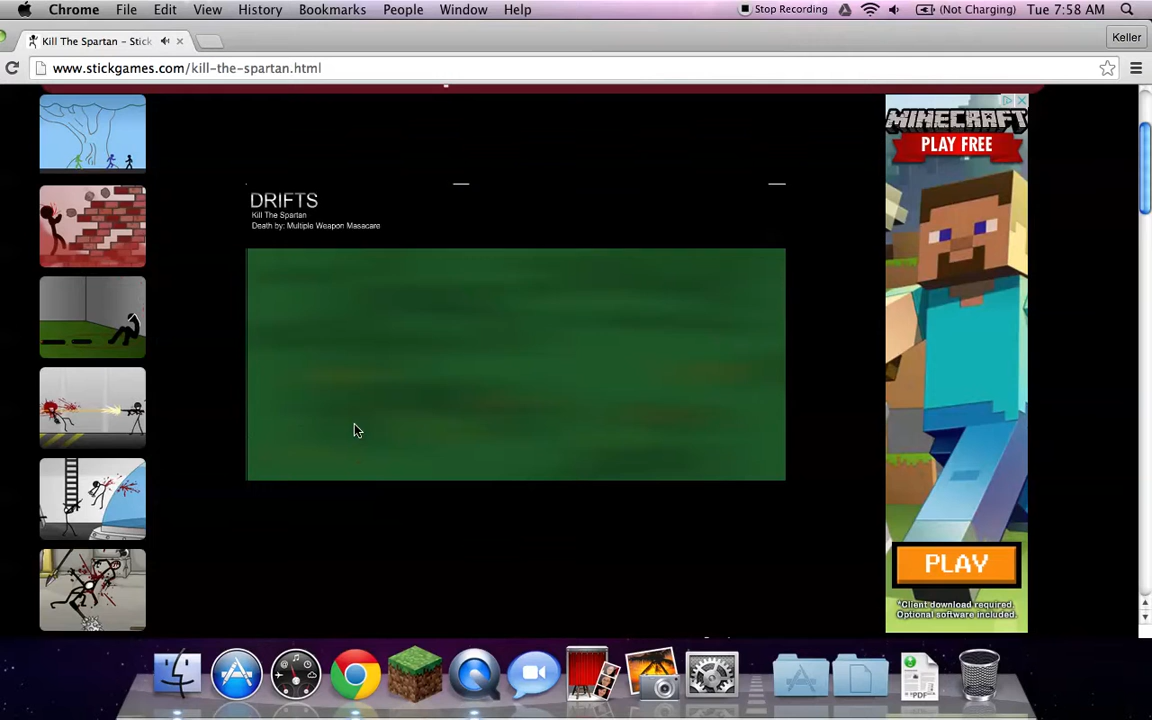 Chrome File Edit View History Bookmarks People Window Help Stop Recording (Not Charging) Tue 7:58 AM
Kill The Spartan – Stick
Keller
www.stickgames.com/kill-the-spartan.html
MINECRAFT
PLAY FREE
DRIFTS
Kill The Spartan
Death by: Multiple Weapon Masacare
PLAY
*Client download required.
Optional software included.
PDF